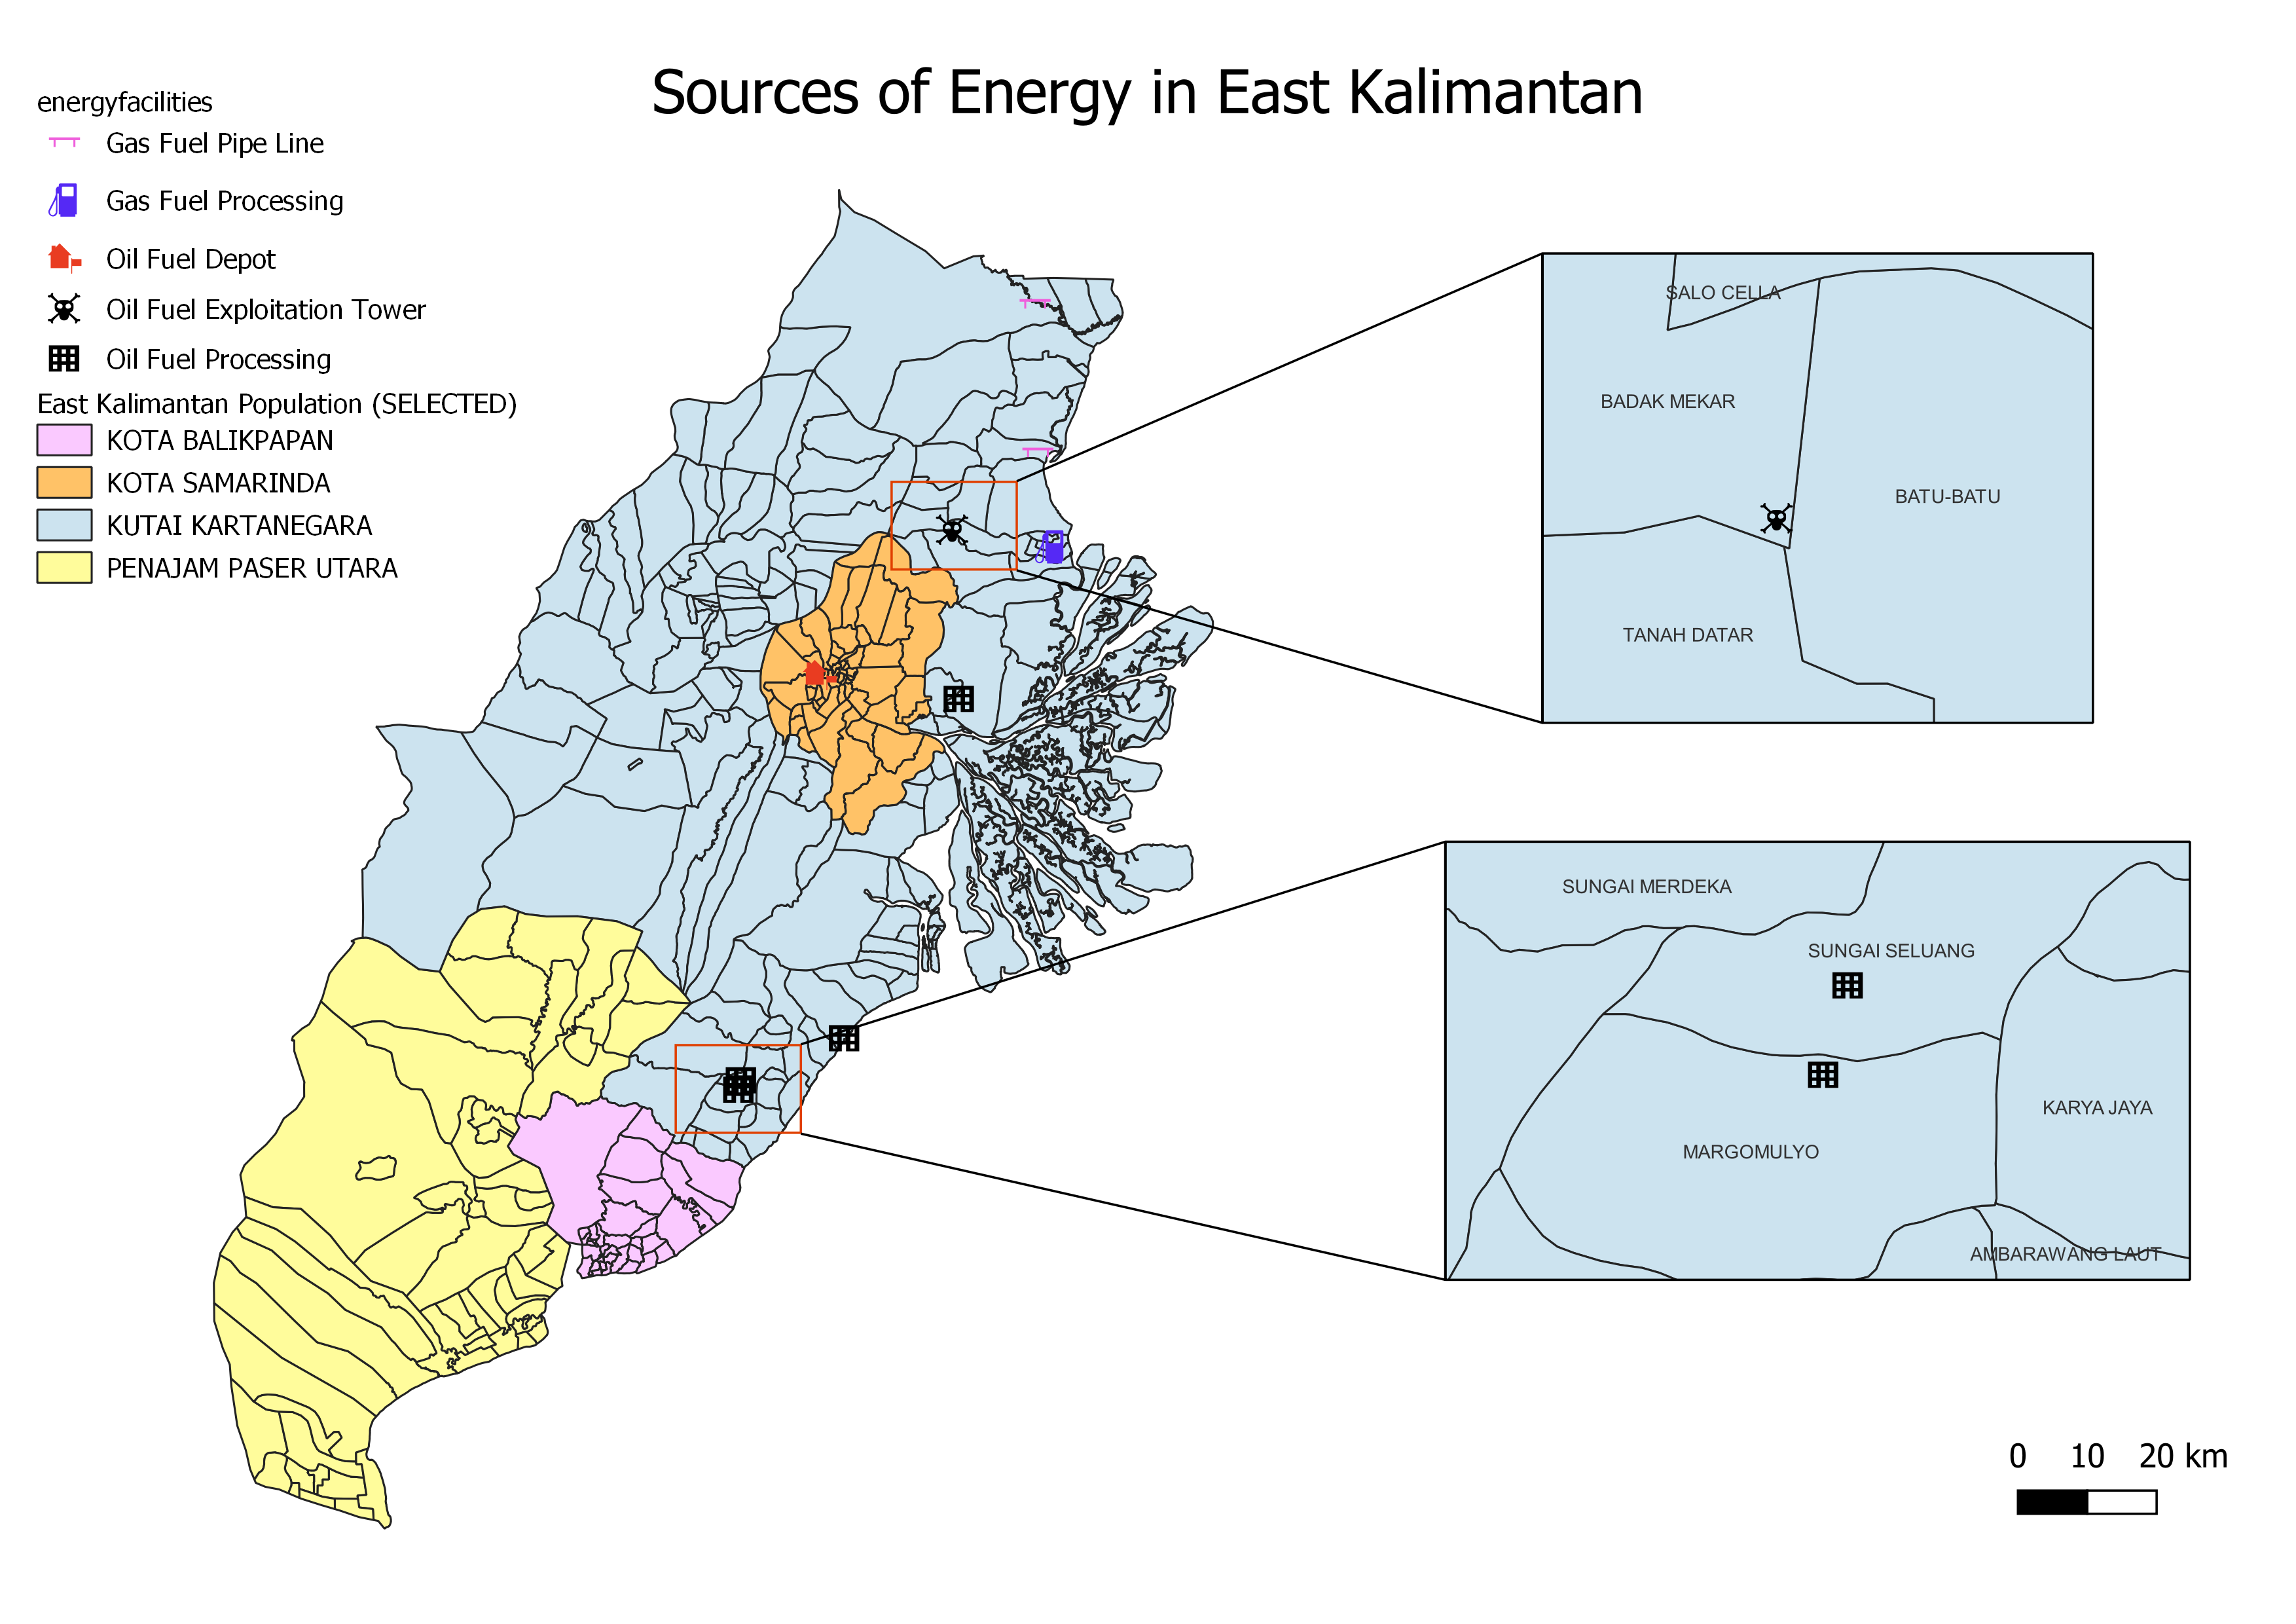 Sources of Energy in East Kalimantan
energyfacilities
Gas Fuel Pipe Line
Gas Fuel Processing
Oil Fuel Depot
Oil Fuel Exploitation Tower
Oil Fuel Processing
East Kalimantan Population (SELECTED)
KOTA BALIKPAPAN
KOTA SAMARINDA
KUTAI KARTANEGARA
PENAJAM PASER UTARA
SALO CELLA
BADAK MEKAR
BATU-BATU
TANAH DATAR
SUNGAI MERDEKA
SUNGAI SELUANG
KARYA JAYA
MARGOMULYO
AMBARAWANG LAUT
0 10 20 km